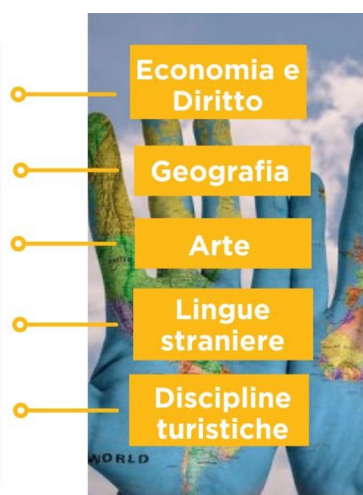 Economia e
Diritto
Geografia
Arte
Lingue
straniere
Discipline
turistiche
WORLD